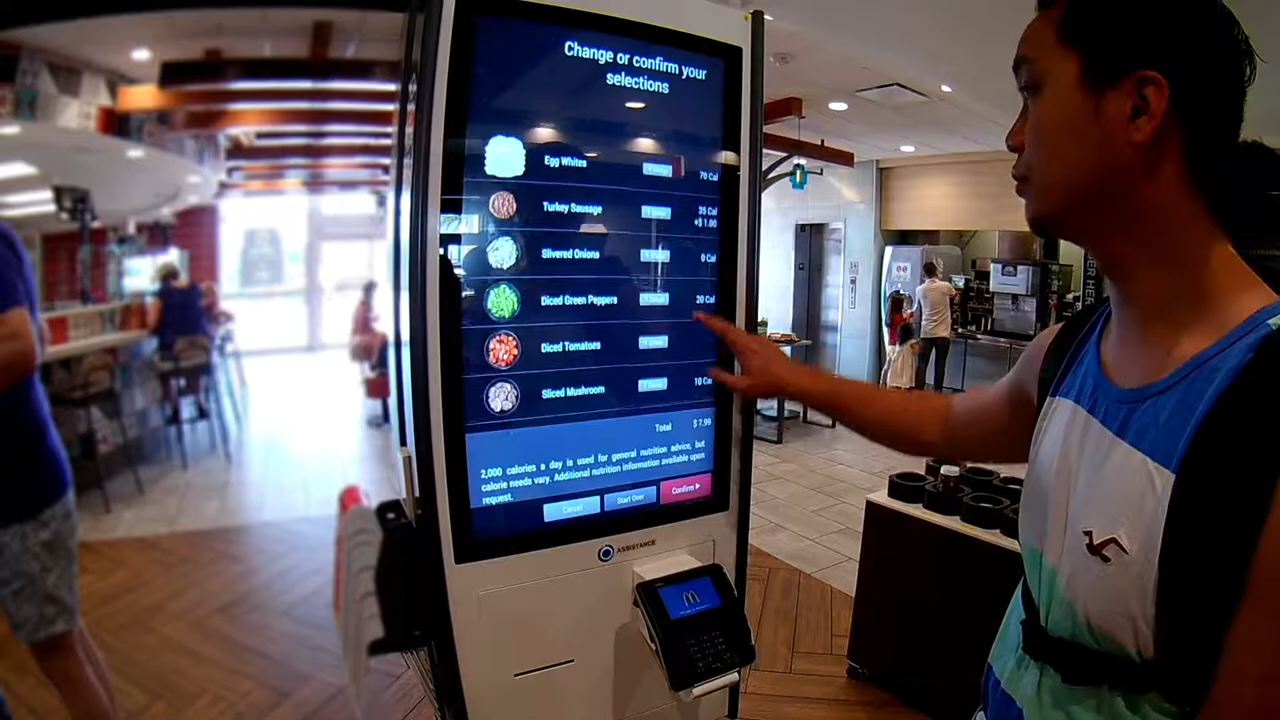 Change or confirm your
selections
Egg Whites
70 Cal
Turkey Sausage
35 Cal
+$ 1.00
Slivered Onions
0 Cal
Diced Green Peppers
20 Cal
Diced Tomatoes
Sliced Mushroom
10 Cal
Total $ 7.99
2,000 calories a day is used for general nutrition advice, but
calorie needs vary. Additional nutrition information available upon
request.
Cancel
Start Over
Confirm
ASSISTANCE